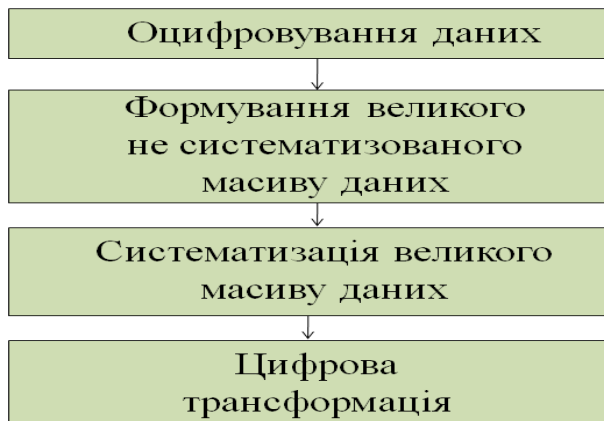 Оцифровування даних
Формування великого
не систематизованого
масиву даних
Систематизація великого
масиву даних
Цифрова
трансформація